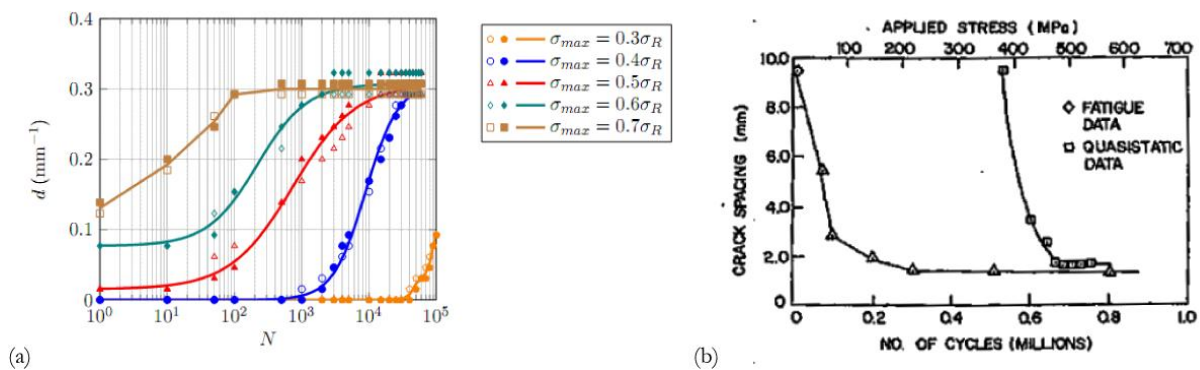 0.4
0.3
0.2
0.1
0
d (mm⁻¹)
10⁰ 10¹ 10² 10³ 10⁴ 10⁵
N
σmax = 0.3σR
σmax = 0.4σR
σmax = 0.5σR
σmax = 0.6σR
σmax = 0.7σR
(a)
APPLIED STRESS (MPa)
100 200 300 400 500 600 700
10.0
8.0
6.0
4.0
2.0
0.0
CRACK SPACING (mm)
FATIGUE
DATA
QUASISTATIC
DATA
0 0.2 0.4 0.6 0.8 1.0
NO. OF CYCLES (MILLIONS)
(b)